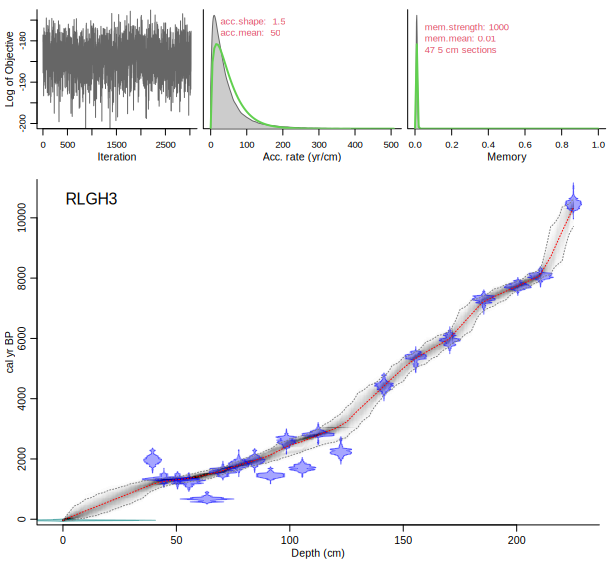 -180
-190
-200
Log of Objective
0 500 1500 2500
Iteration
acc.shape: 1.5
acc.mean: 50
0 100 200 300 400 500
Acc. rate (yr/cm)
mem.strength: 1000
mem.mean: 0.01
47 5 cm sections
0.0 0.2 0.4 0.6 0.8 1.0
Memory
RLGH3
10000
8000
6000
4000
2000
0
cal yr BP
0 50 100 150 200
Depth (cm)